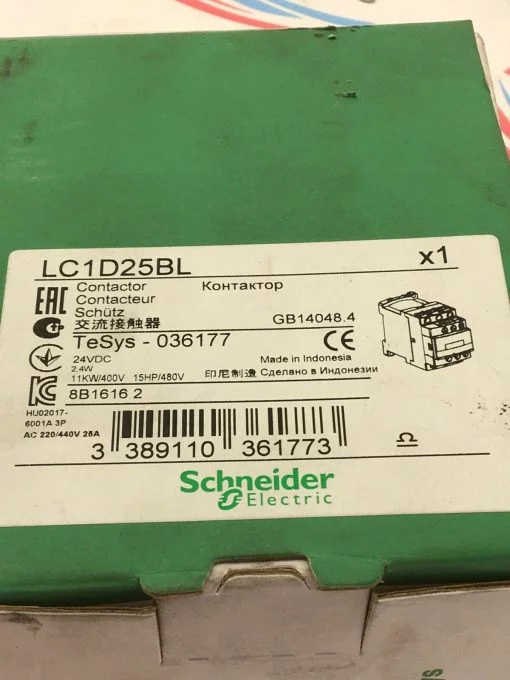 LC1D25BL x1
EAC Contactor Контактор
Contacteur
Schütz
交流接触器 GB14048.4
TeSys - 036177 CE
24VDC Made in Indonesia
2,4W
11KW/400V 15HP/480V 印尼制造 Сделано в Индонезии
8B1616 2
HU02017-
6001A 3P
AC 220/440V 25A
3 389110 361773
Schneider
Electric